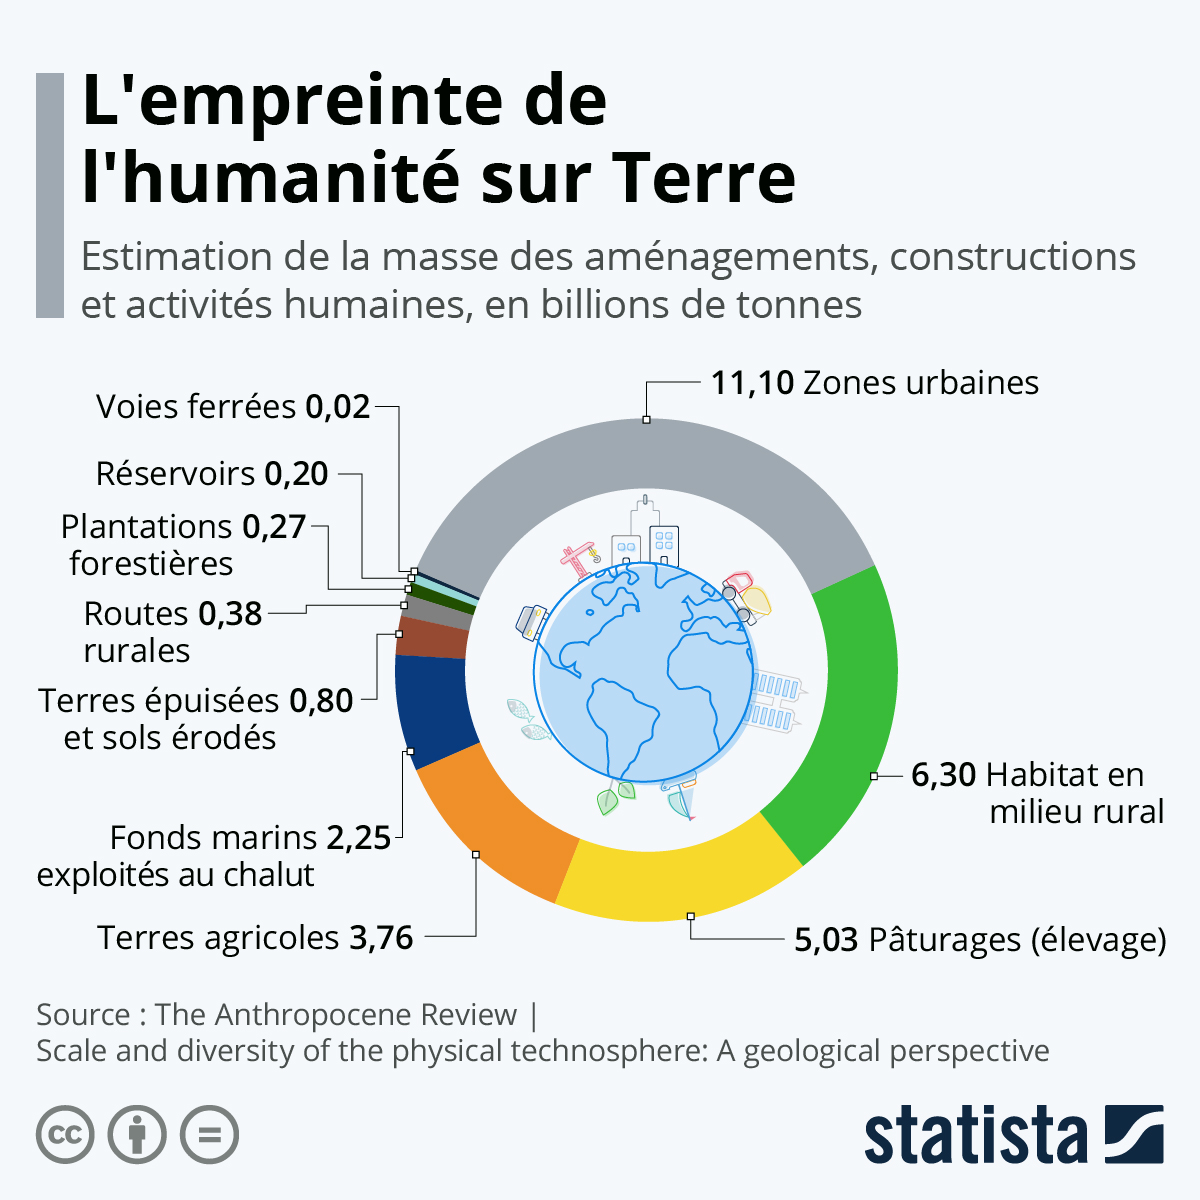 L'empreinte de
l'humanité sur Terre
Estimation de la masse des aménagements, constructions
et activités humaines, en billions de tonnes
11,10 Zones urbaines
Voies ferrées 0,02
Réservoirs 0,20
Plantations 0,27
forestières
Routes 0,38
rurales
Terres épuisées 0,80
et sols érodés
6,30 Habitat en
milieu rural
Fonds marins 2,25
exploités au chalut
Terres agricoles 3,76
5,03 Pâturages (élevage)
Source : The Anthropocene Review |
Scale and diversity of the physical technosphere: A geological perspective
cc
statista